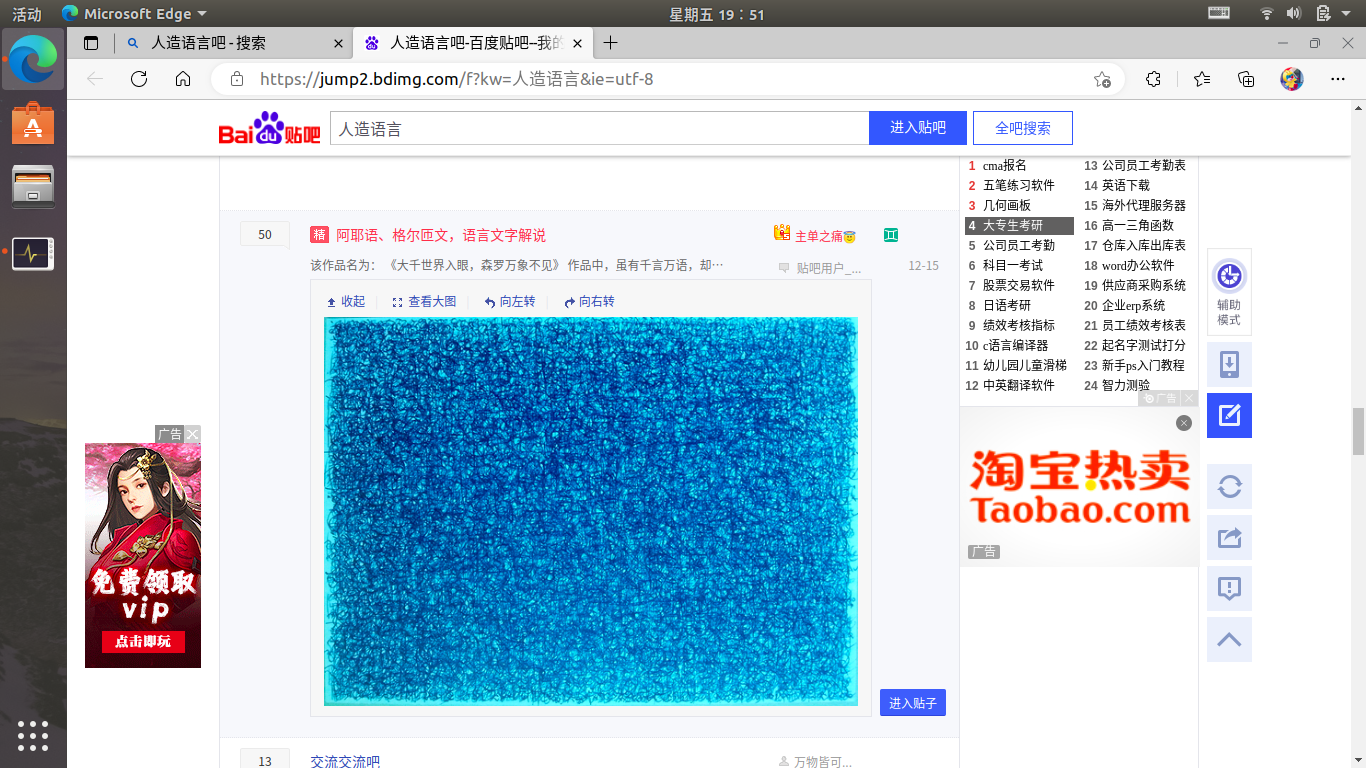 活动
Microsoft Edge
星期五 19：51
人造语言吧 - 搜索
人造语言吧-百度贴吧--我的
https://jump2.bdimg.com/f?kw=人造语言&ie=utf-8
Bai du 贴吧
人造语言
进入贴吧
全吧搜索
50
精 阿耶语、格尔匝文，语言文字解说
主单之痛
该作品名为： 《大千世界入眼，森罗万象不见》 作品中，虽有千言万语，却…
贴吧用户_...
12-15
收起
查看大图
向左转
向右转
进入贴子
13
交流交流吧
万物皆可...
1 cma报名
2 五笔练习软件
3 几何画板
4 大专生考研
5 公司员工考勤
6 科目一考试
7 股票交易软件
8 日语考研
9 绩效考核指标
10 c语言编译器
11 幼儿园儿童滑梯
12 中英翻译软件
13 公司员工考勤表
14 英语下载
15 海外代理服务器
16 高一三角函数
17 仓库入库出库表
18 word办公软件
19 供应商采购系统
20 企业erp系统
21 员工绩效考核表
22 起名字测试打分
23 新手ps入门教程
24 智力测验
广告
淘宝热卖
Taobao.com
广告
辅助
模式
广告
免费领取
vip
点击即玩